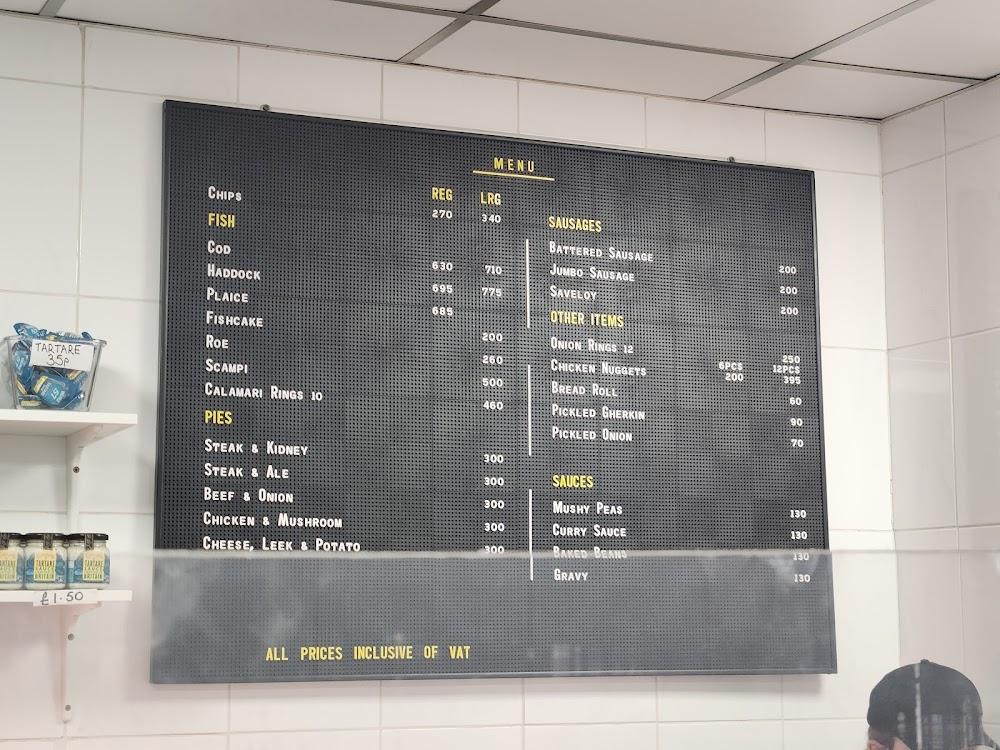 MENU
REG LRG
CHIPS 270 340
FISH
COD 630 710
HADDOCK 695 775
PLAICE 685
FISHCAKE 200
ROE 260
SCAMPI 500
CALAMARI RINGS 10 460
PIES
STEAK & KIDNEY 300
STEAK & ALE 300
BEEF & ONION 300
CHICKEN & MUSHROOM 300
CHEESE, LEEK & POTATO 300
SAUSAGES
BATTERED SAUSAGE 200
JUMBO SAUSAGE 200
SAVELOY 200
OTHER ITEMS
ONION RINGS 12 250
6PCS 12PCS
CHICKEN NUGGETS 200 395
BREAD ROLL 60
PICKLED GHERKIN 90
PICKLED ONION 70
SAUCES
MUSHY PEAS 130
CURRY SAUCE 130
BAKED BEANS 130
GRAVY 130
ALL PRICES INCLUSIVE OF VAT
TARTARE
35p
TARTARE
SAUCE
BRITAIN
£1.50